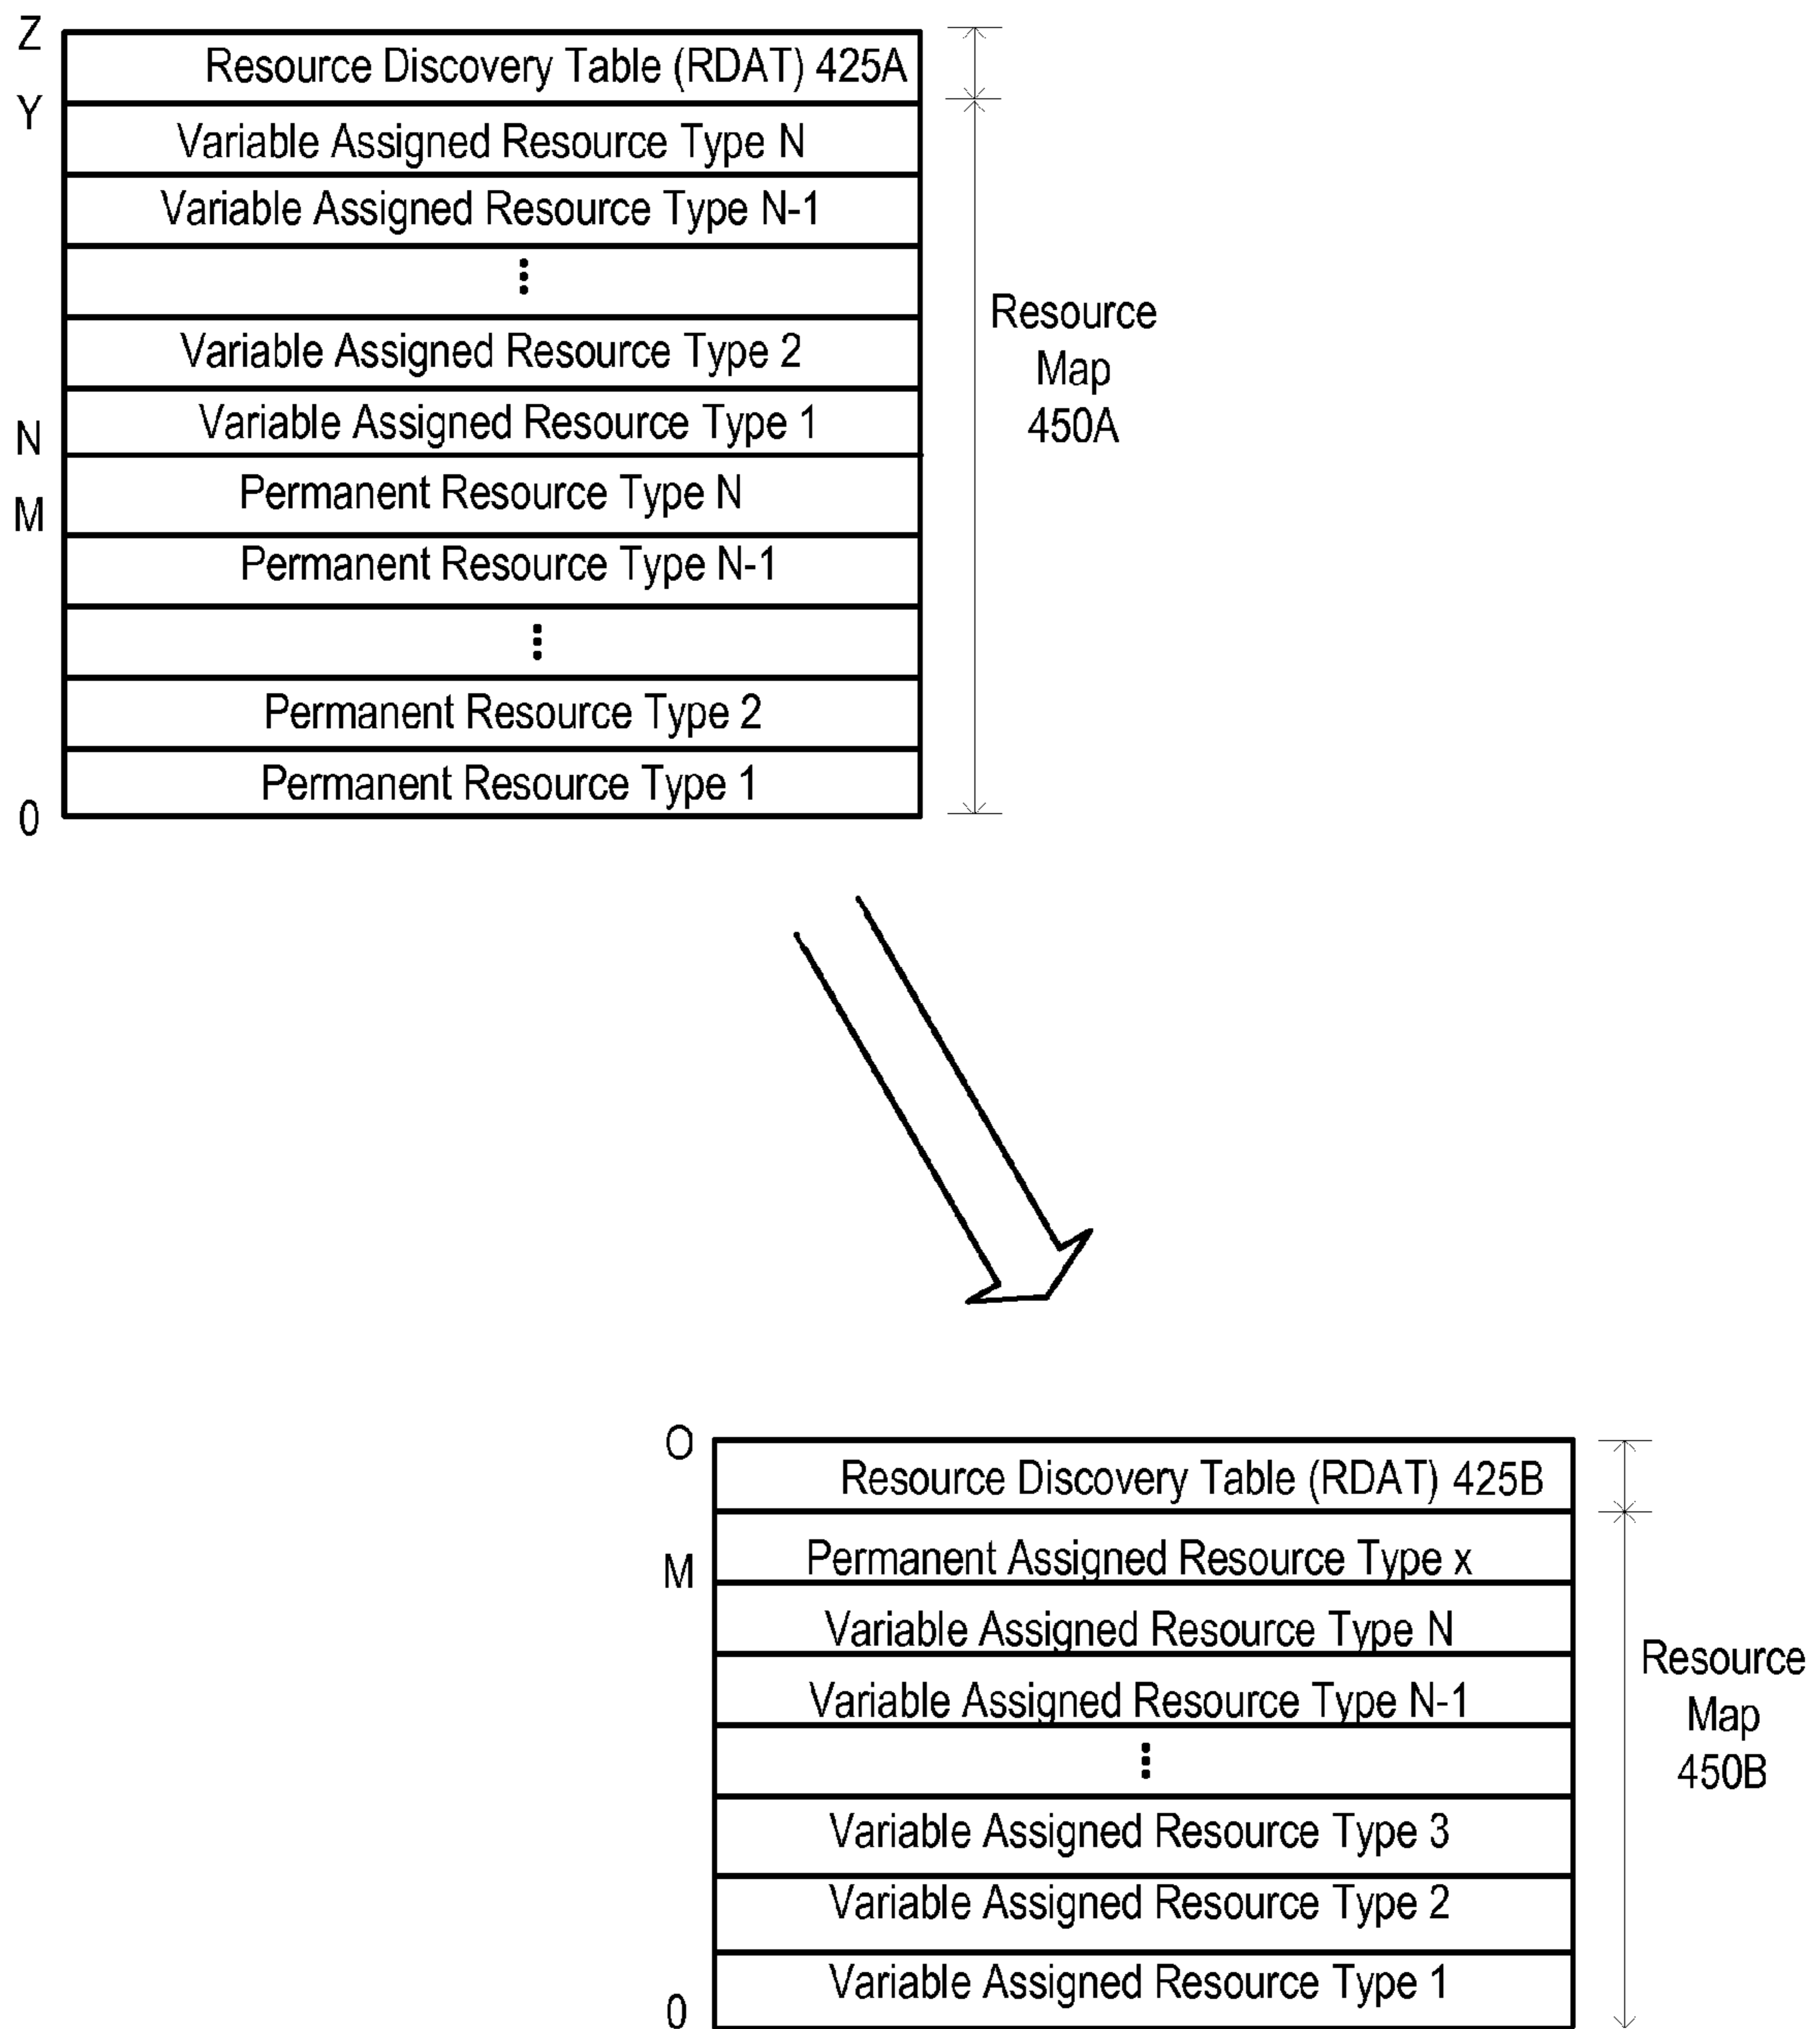 Z
Resource Discovery Table (RDAT) 425A
Y
Variable Assigned Resource Type N
Variable Assigned Resource Type N-1
⋮
Resource
Map
450A
Variable Assigned Resource Type 2
Variable Assigned Resource Type 1
N
Permanent Resource Type N
M
Permanent Resource Type N-1
⋮
Permanent Resource Type 2
Permanent Resource Type 1
0
O
Resource Discovery Table (RDAT) 425B
Permanent Assigned Resource Type x
M
Variable Assigned Resource Type N
Variable Assigned Resource Type N-1
Resource
Map
450B
⋮
Variable Assigned Resource Type 3
Variable Assigned Resource Type 2
Variable Assigned Resource Type 1
0